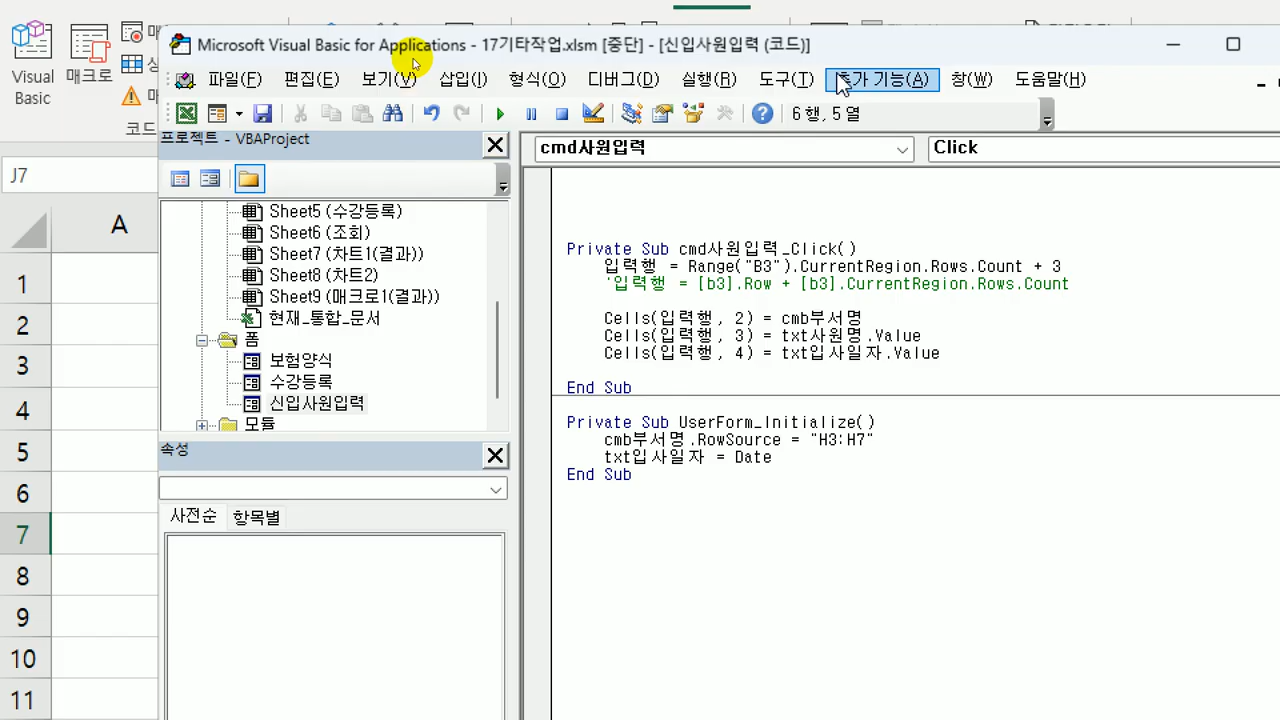 Microsoft Visual Basic for Applications - 17기타작업.xlsm [중단] - [신입사원입력 (코드)]
Visual
Basic
매크로
코드
파일(F) 편집(E) 보기(V) 삽입(I) 형식(O) 디버그(D) 실행(R) 도구(T) 추가 기능(A) 창(W) 도움말(H)
6 행, 5 열
프로젝트 - VBAProject
cmd사원입력
Click
J7
A
Sheet5 (수강등록)
Sheet6 (조회)
Sheet7 (차트1(결과))
Sheet8 (차트2)
Sheet9 (매크로1(결과))
현재_통합_문서
폼
보험양식
수강등록
신입사원입력
모듈
속성
사전순
항목별
1
2
3
4
5
6
7
8
9
10
11
Private Sub cmd사원입력_Click()
입력행 = Range("B3").CurrentRegion.Rows.Count + 3
'입력행 = [b3].Row + [b3].CurrentRegion.Rows.Count
Cells(입력행, 2) = cmb부서명
Cells(입력행, 3) = txt사원명.Value
Cells(입력행, 4) = txt입사일자.Value
End Sub
Private Sub UserForm_Initialize()
cmb부서명.RowSource = "H3:H7"
txt입사일자 = Date
End Sub